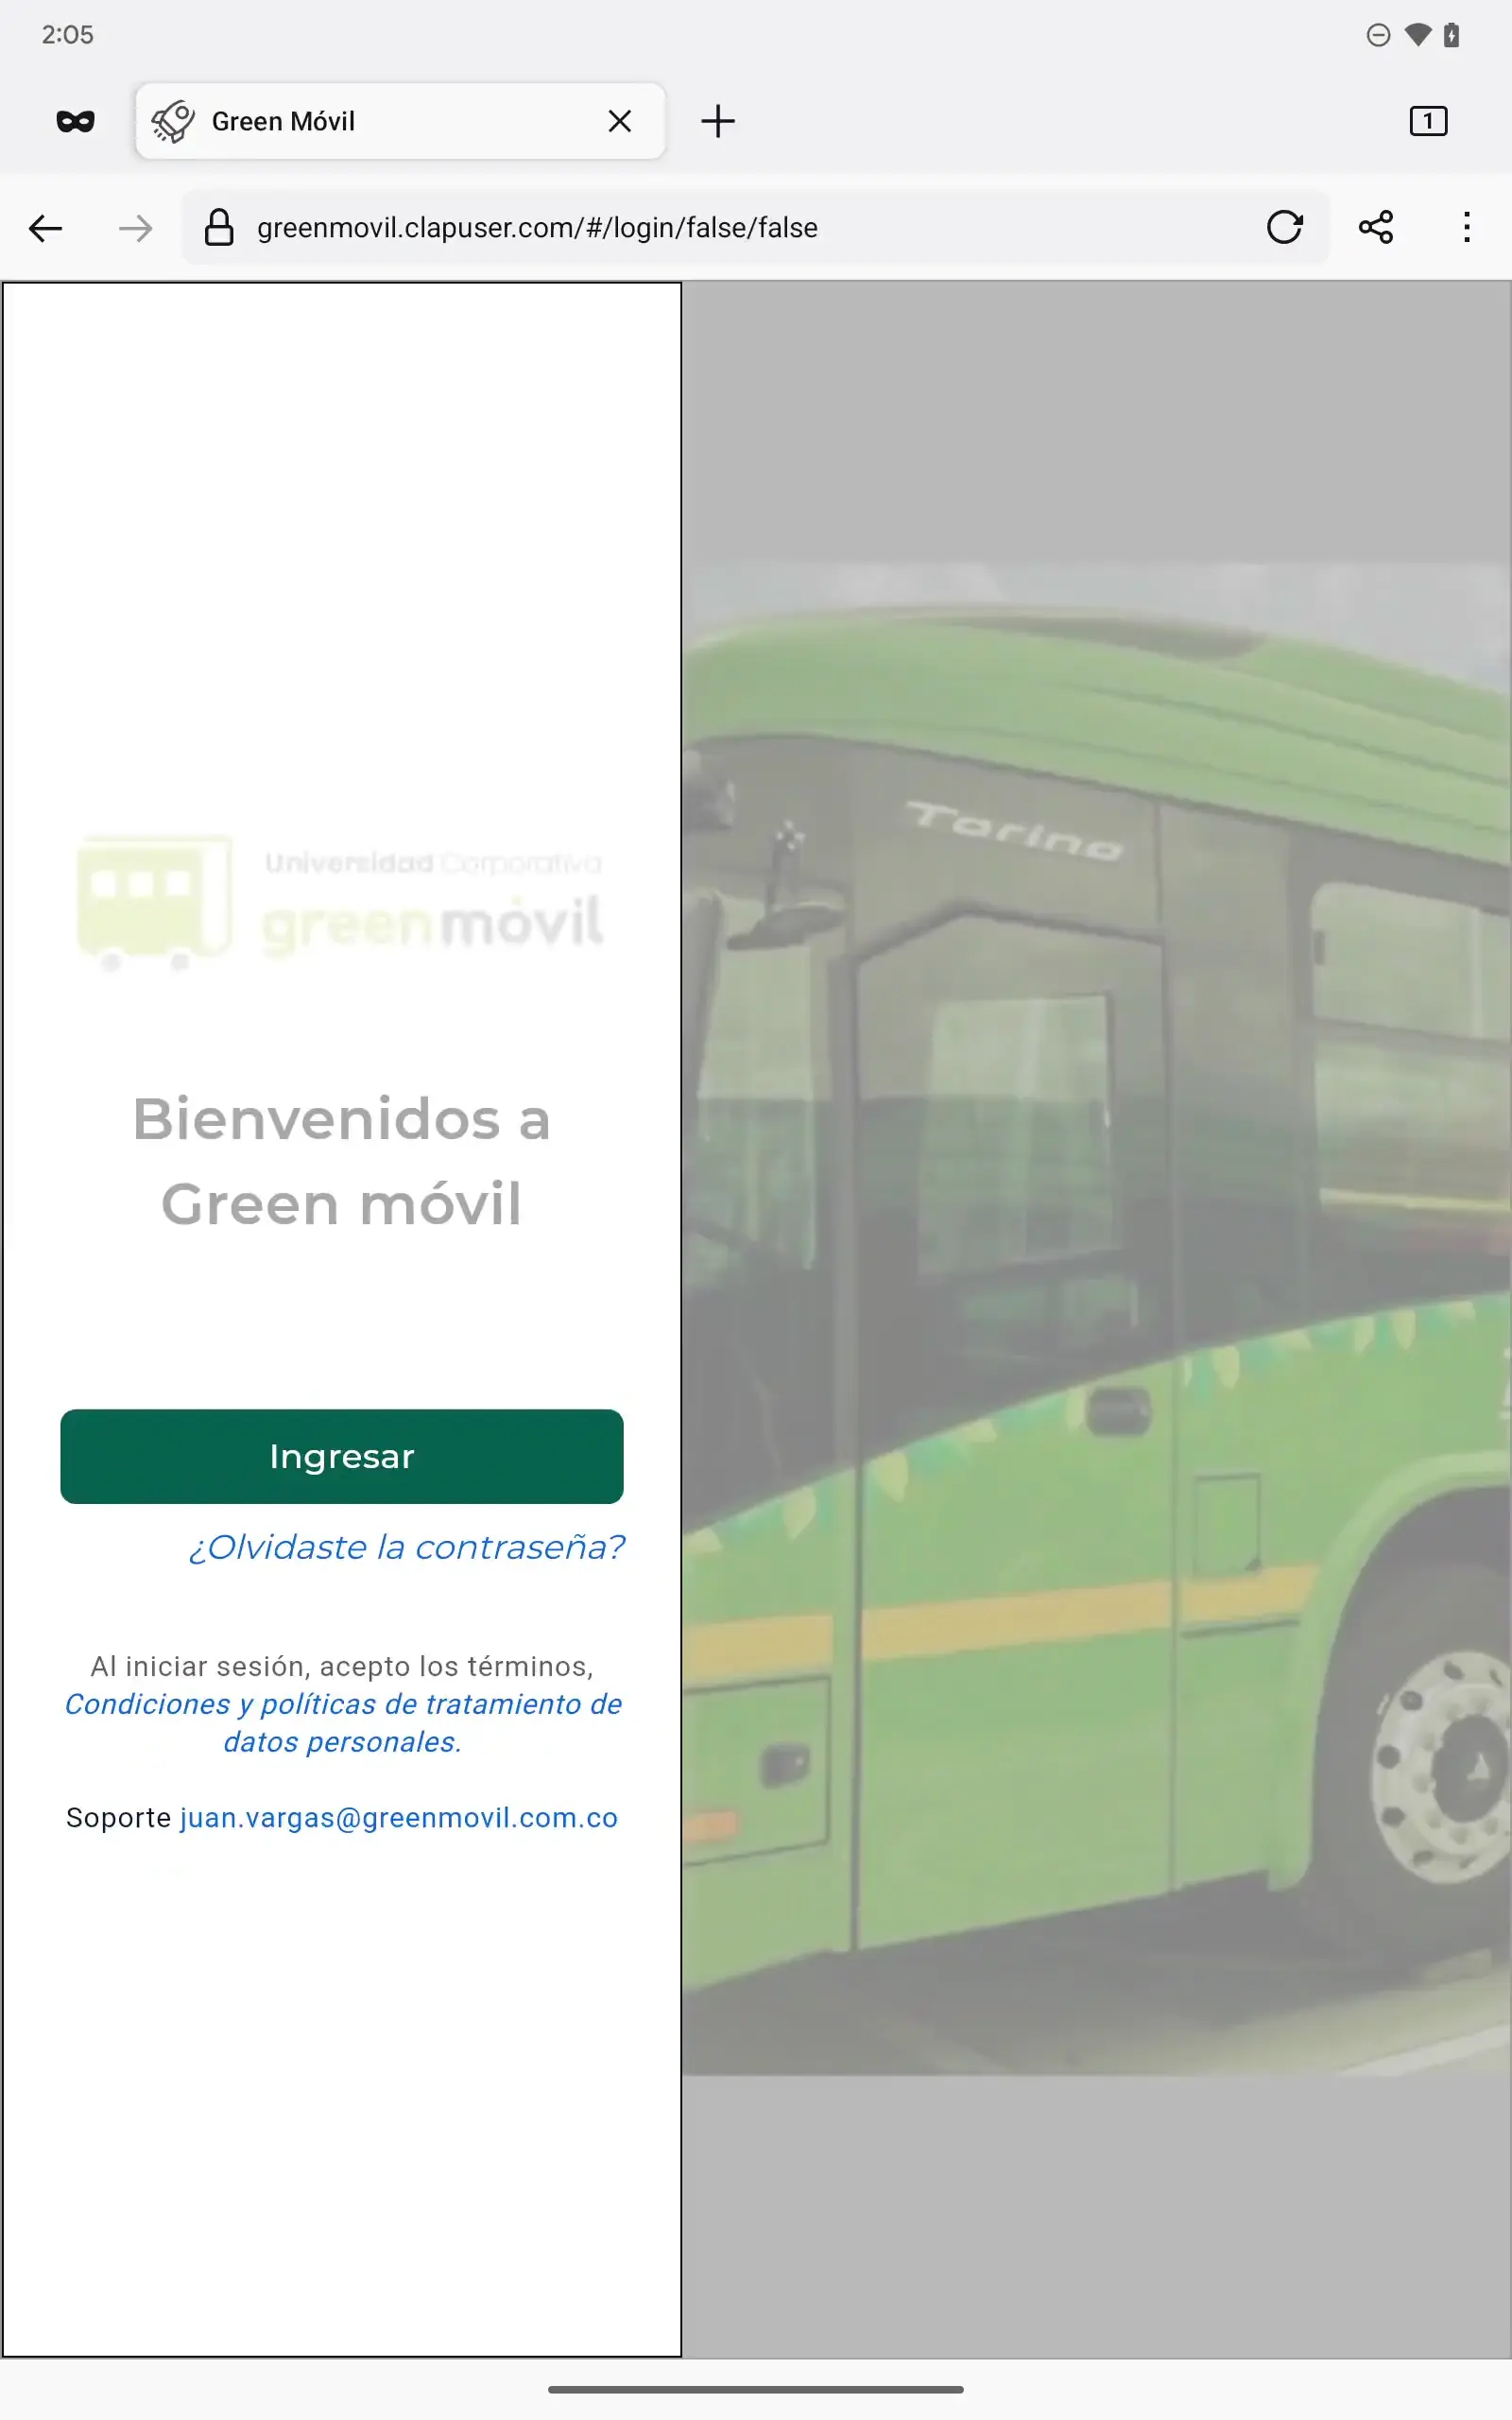 2:05
Green Móvil
1
greenmovil.clapuser.com/#/login/false/false
Universidad Corporativa
greenmóvil
Torino
Bienvenidos a
Green móvil
Ingresar
¿Olvidaste la contraseña?
Al iniciar sesión, acepto los términos,
Condiciones y políticas de tratamiento de
datos personales.
Soporte juan.vargas@greenmovil.com.co